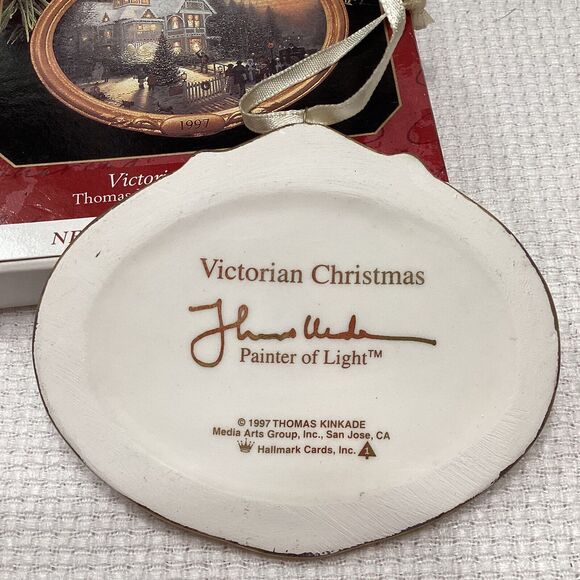 1997
Victori
Thomas
NE
Victorian Christmas
Painter of Light™
© 1997 THOMAS KINKADE
Media Arts Group, Inc., San Jose, CA
Hallmark Cards, Inc. 1